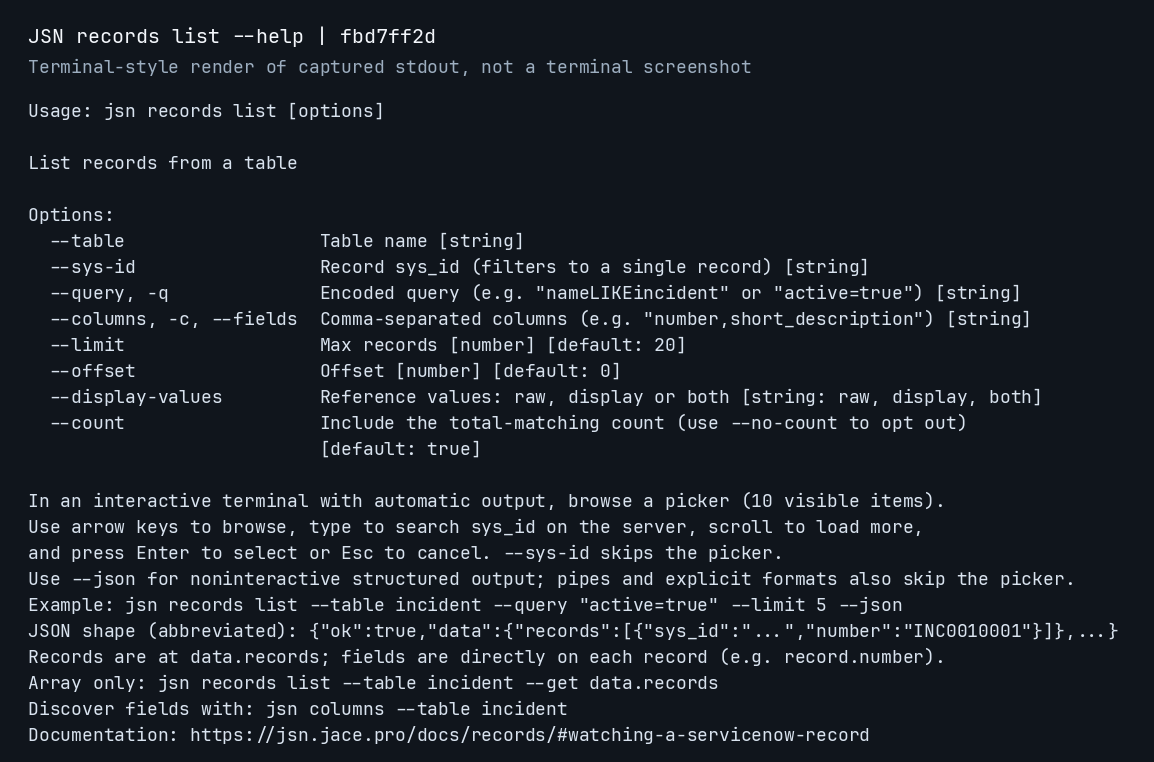 JSN records list --help | fbd7ff2d
Terminal-style render of captured stdout, not a terminal screenshot
Usage: jsn records list [options]
List records from a table
Options:
--table Table name [string]
--sys-id Record sys_id (filters to a single record) [string]
--query, -q Encoded query (e.g. "nameLIKEincident" or "active=true") [string]
--columns, -c, --fields Comma-separated columns (e.g. "number,short_description") [string]
--limit Max records [number] [default: 20]
--offset Offset [number] [default: 0]
--display-values Reference values: raw, display or both [string: raw, display, both]
--count Include the total-matching count (use --no-count to opt out)
[default: true]
In an interactive terminal with automatic output, browse a picker (10 visible items).
Use arrow keys to browse, type to search sys_id on the server, scroll to load more,
and press Enter to select or Esc to cancel. --sys-id skips the picker.
Use --json for noninteractive structured output; pipes and explicit formats also skip the picker.
Example: jsn records list --table incident --query "active=true" --limit 5 --json
JSON shape (abbreviated): {"ok":true,"data":{"records":[{"sys_id":"...","number":"INC0010001"}]},...}
Records are at data.records; fields are directly on each record (e.g. record.number).
Array only: jsn records list --table incident --get data.records
Discover fields with: jsn columns --table incident
Documentation: https://jsn.jace.pro/docs/records/#watching-a-servicenow-record